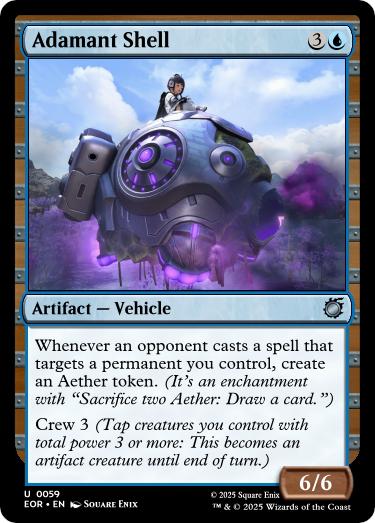 Adamant Shell 3
Artifact — Vehicle
Whenever an opponent casts a spell that
targets a permanent you control, create
an Aether token. (It's an enchantment
with “Sacrifice two Aether: Draw a card.”)
Crew 3 (Tap creatures you control with
total power 3 or more: This becomes an
artifact creature until end of turn.)
6/6
U 0059
EOR • EN Square Enix
© 2025 Square Enix
™ & © 2025 Wizards of the Coast